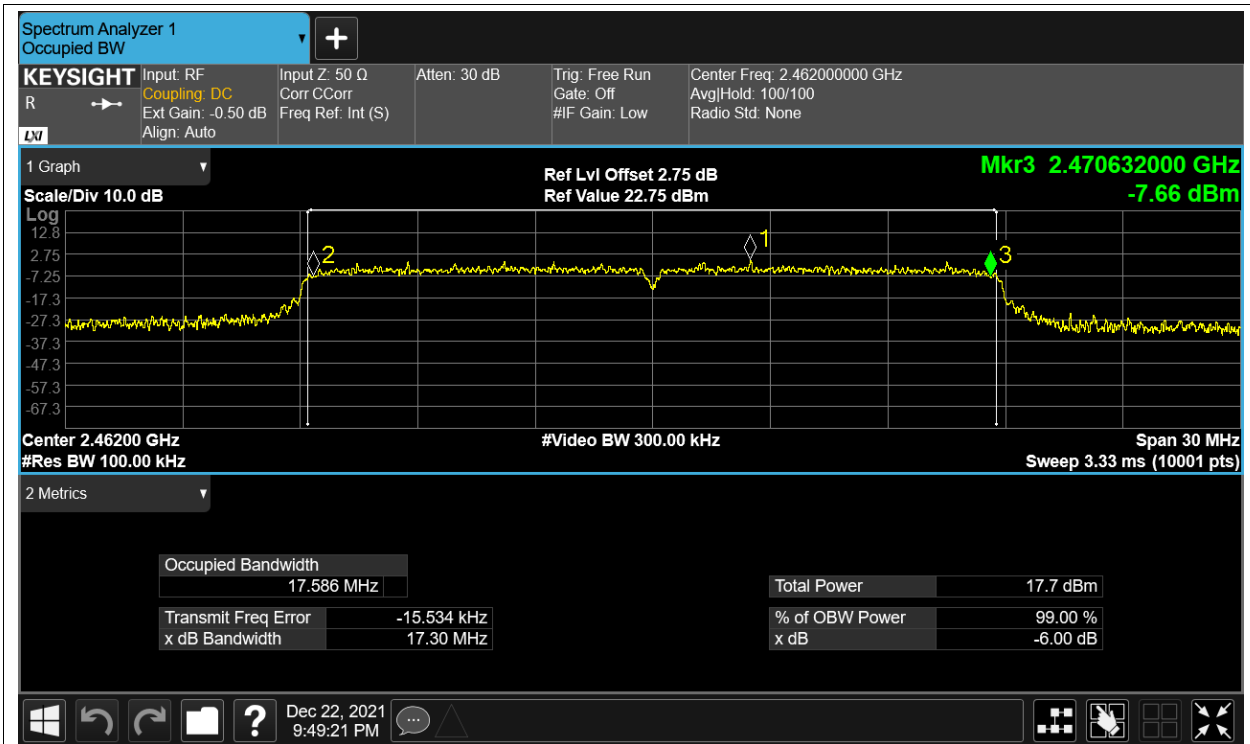 Spectrum Analyzer 1
Occupied BW
+
KEYSIGHT
R
LXI
Input: RF
Coupling: DC
Ext Gain: -0.50 dB
Align: Auto
Input Z: 50 Ω
Corr CCorr
Freq Ref: Int (S)
Atten: 30 dB
Trig: Free Run
Gate: Off
#IF Gain: Low
Center Freq: 2.462000000 GHz
Avg|Hold: 100/100
Radio Std: None
1 Graph
Scale/Div 10.0 dB
Ref Lvl Offset 2.75 dB
Ref Value 22.75 dBm
Mkr3 2.470632000 GHz
-7.66 dBm
Log
12.8
2.75
-7.25
-17.3
-27.3
-37.3
-47.3
-57.3
-67.3
2
1
3
Center 2.46200 GHz
#Res BW 100.00 kHz
#Video BW 300.00 kHz
Span 30 MHz
Sweep 3.33 ms (10001 pts)
2 Metrics
Occupied Bandwidth
17.586 MHz
Transmit Freq Error -15.534 kHz
x dB Bandwidth 17.30 MHz
Total Power 17.7 dBm
% of OBW Power 99.00 %
x dB -6.00 dB
?
Dec 22, 2021
9:49:21 PM